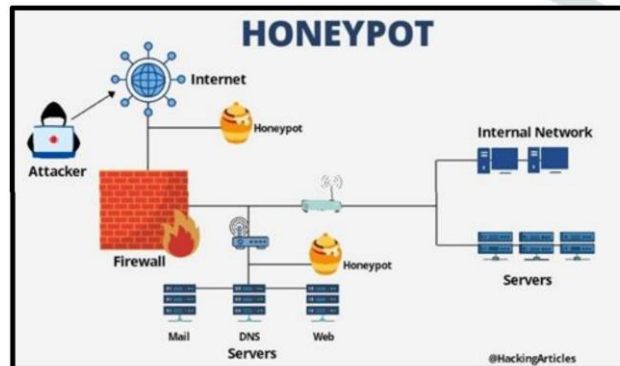 HONEYPOT
Internet
Honeypot
Attacker
Internal Network
Firewall
Honeypot
Servers
Mail DNS Web
Servers
@HackingArticles